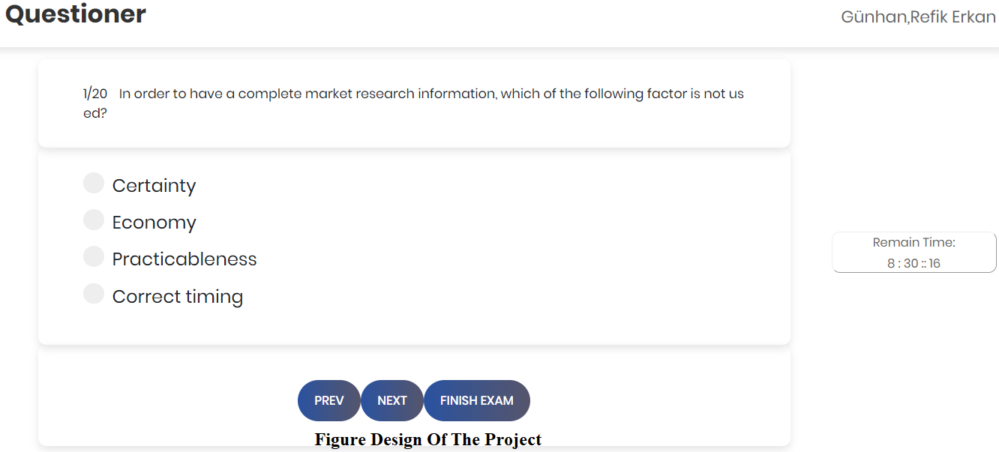 Questioner
Günhan,Refik Erkan
1/20 In order to have a complete market research information, which of the following factor is not us
ed?
Certainty
Economy
Practicableness
Correct timing
Remain Time:
8 : 30 :: 16
PREV NEXT FINISH EXAM
Figure Design Of The Project